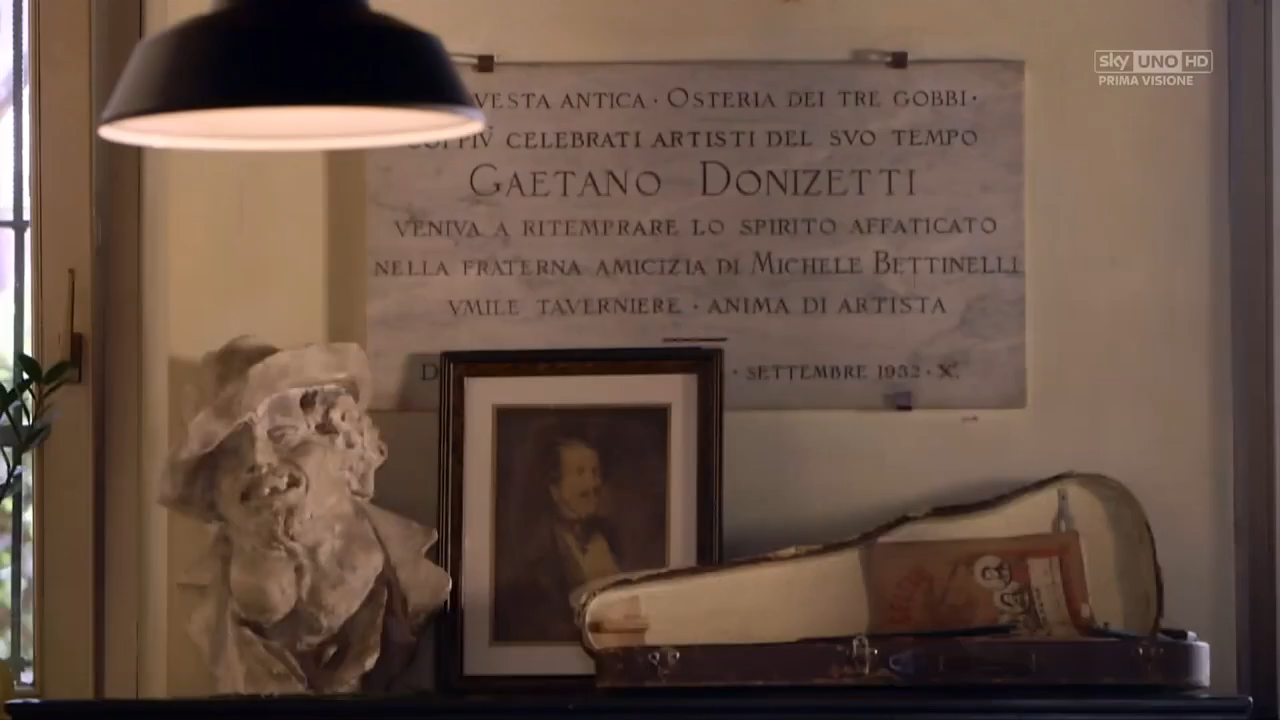 sky UNO HD
PRIMA VISIONE
VESTA ANTICA · OSTERIA DEI TRE GOBBI ·
PIV CELEBRATI ARTISTI DEL SVO TEMPO
GAETANO DONIZETTI
VENIVA A RITEMPRARE LO SPIRITO AFFATICATO
NELLA FRATERNA AMICIZIA DI MICHELE BETTINELLI
VMILE TAVERNIERE · ANIMA DI ARTISTA
· SETTEMBRE 1932 · X°.